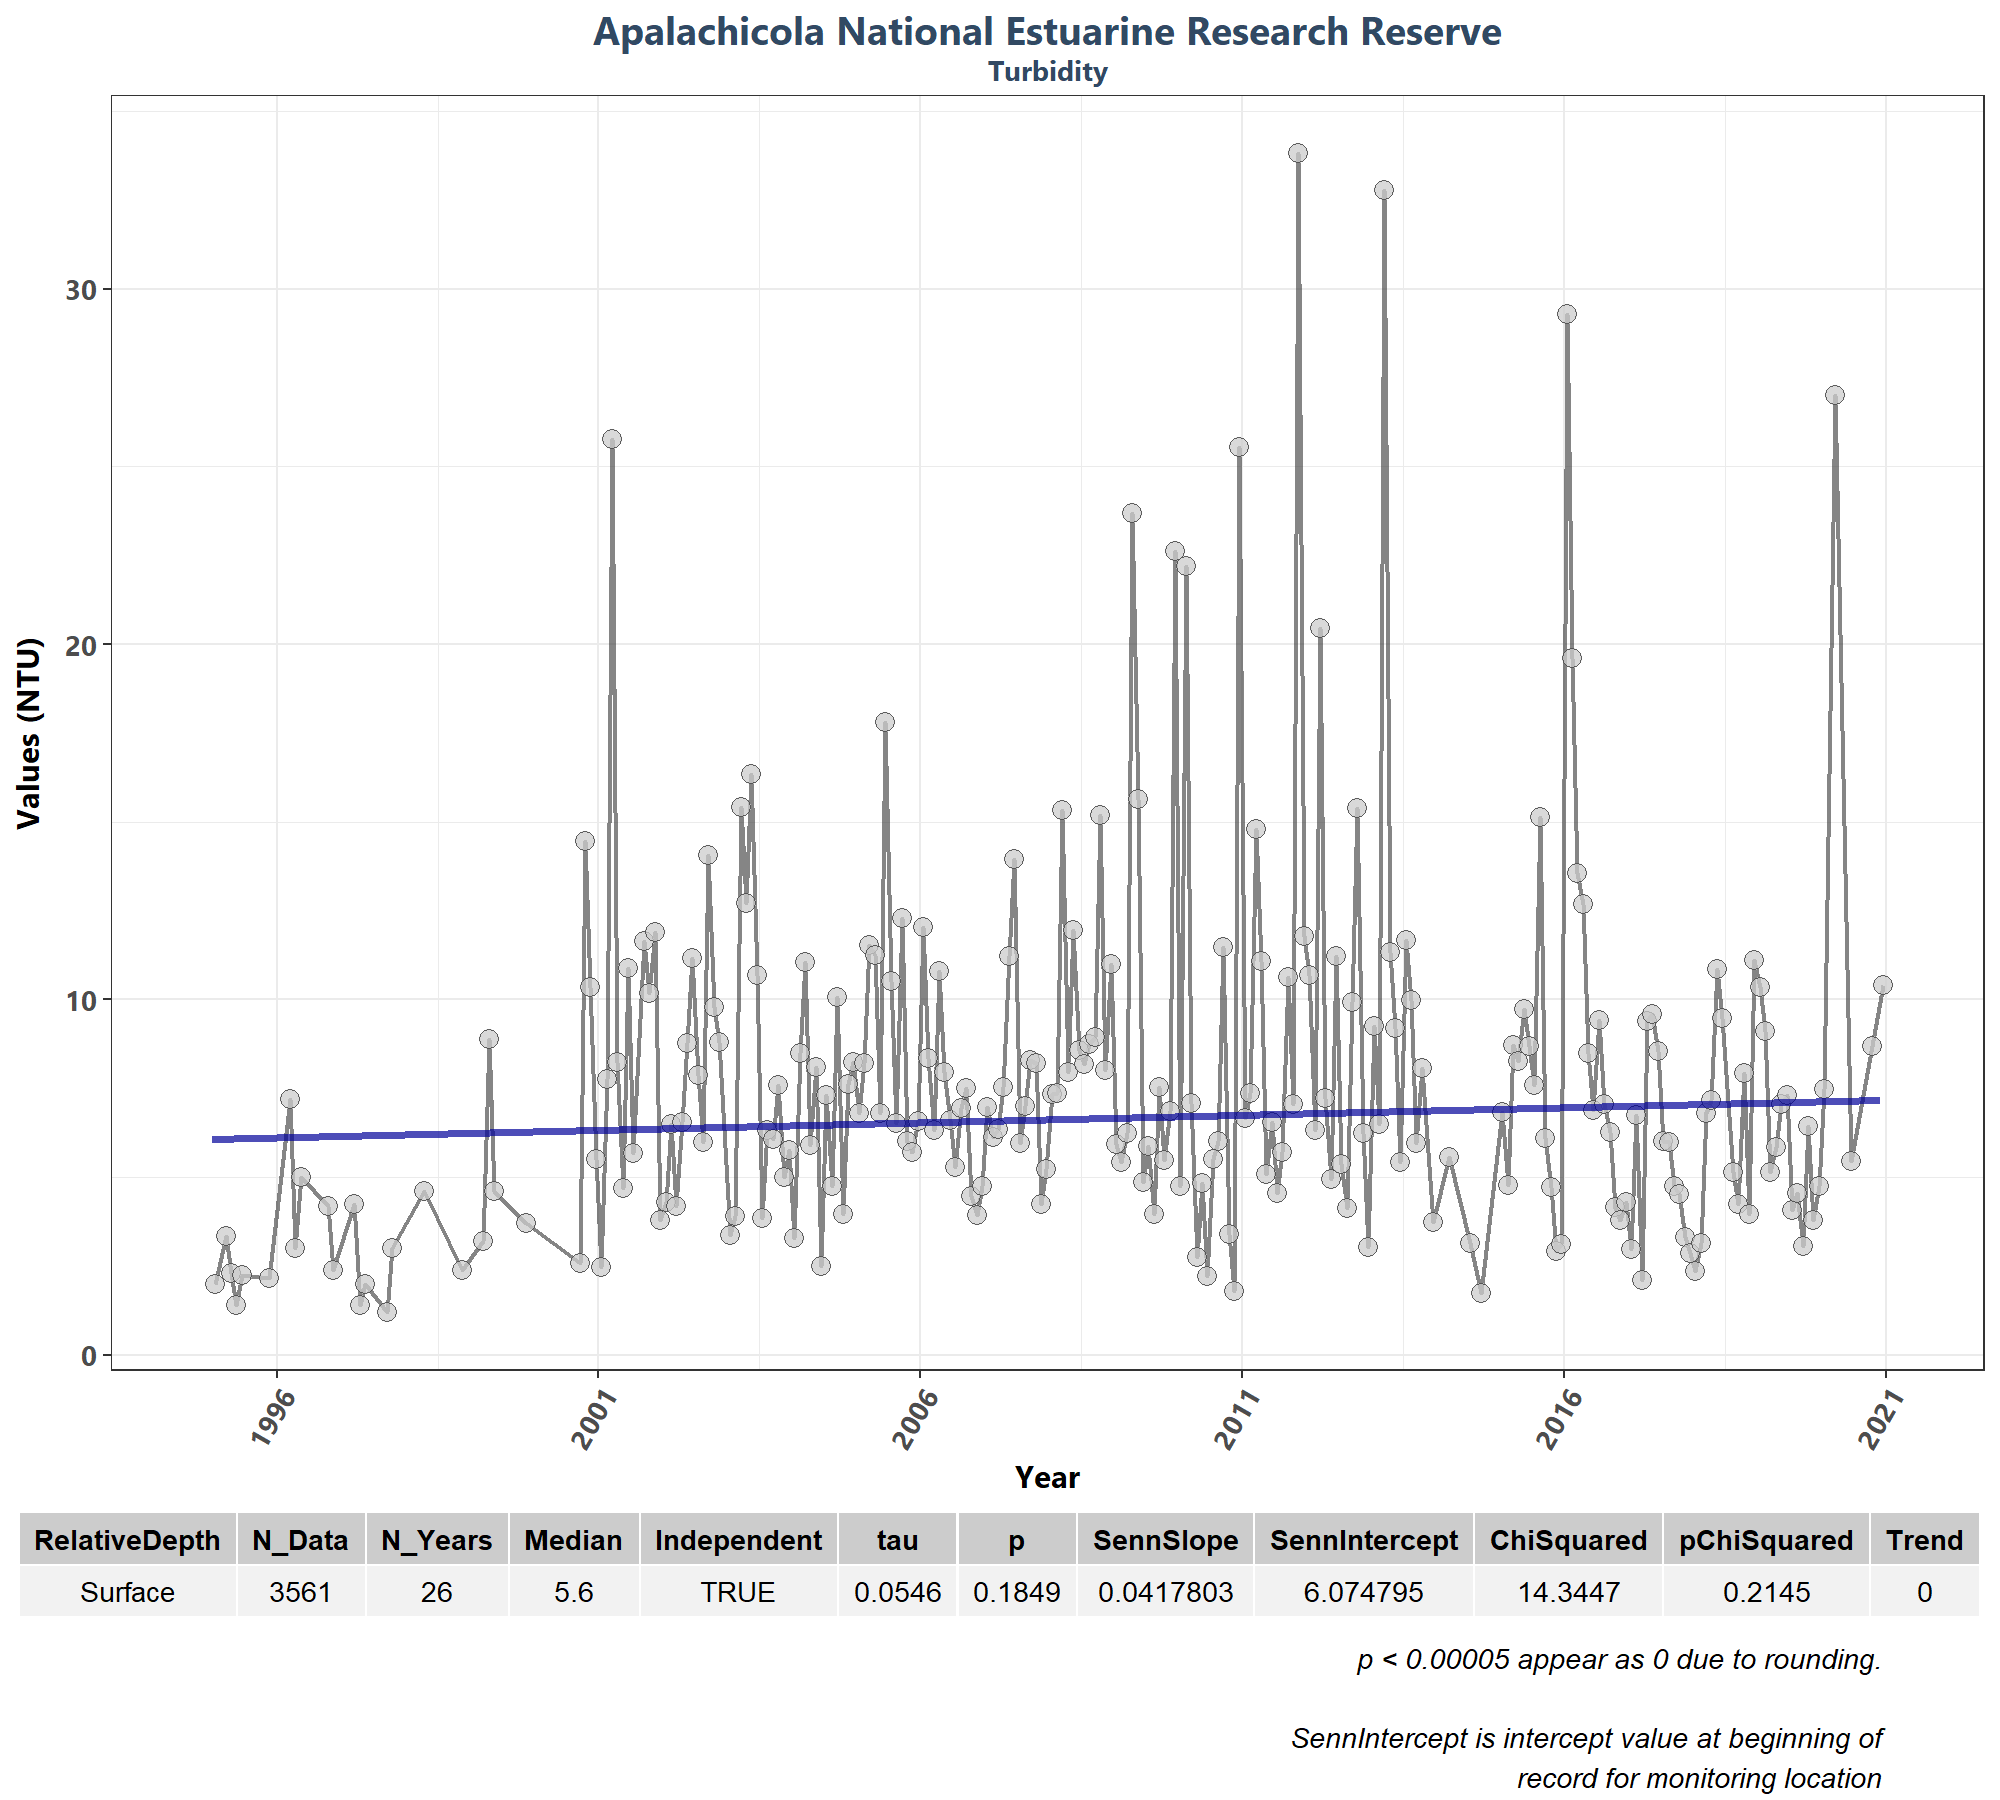 Apalachicola National Estuarine Research Reserve
Turbidity
Values (NTU)
30
20
10
0
1996
2001
2006
2011
2016
2021
Year
RelativeDepth N_Data N_Years Median Independent tau p SennSlope SennIntercept ChiSquared pChiSquared Trend
Surface 3561 26 5.6 TRUE 0.0546 0.1849 0.0417803 6.074795 14.3447 0.2145 0
p < 0.00005 appear as 0 due to rounding.
SennIntercept is intercept value at beginning of
record for monitoring location